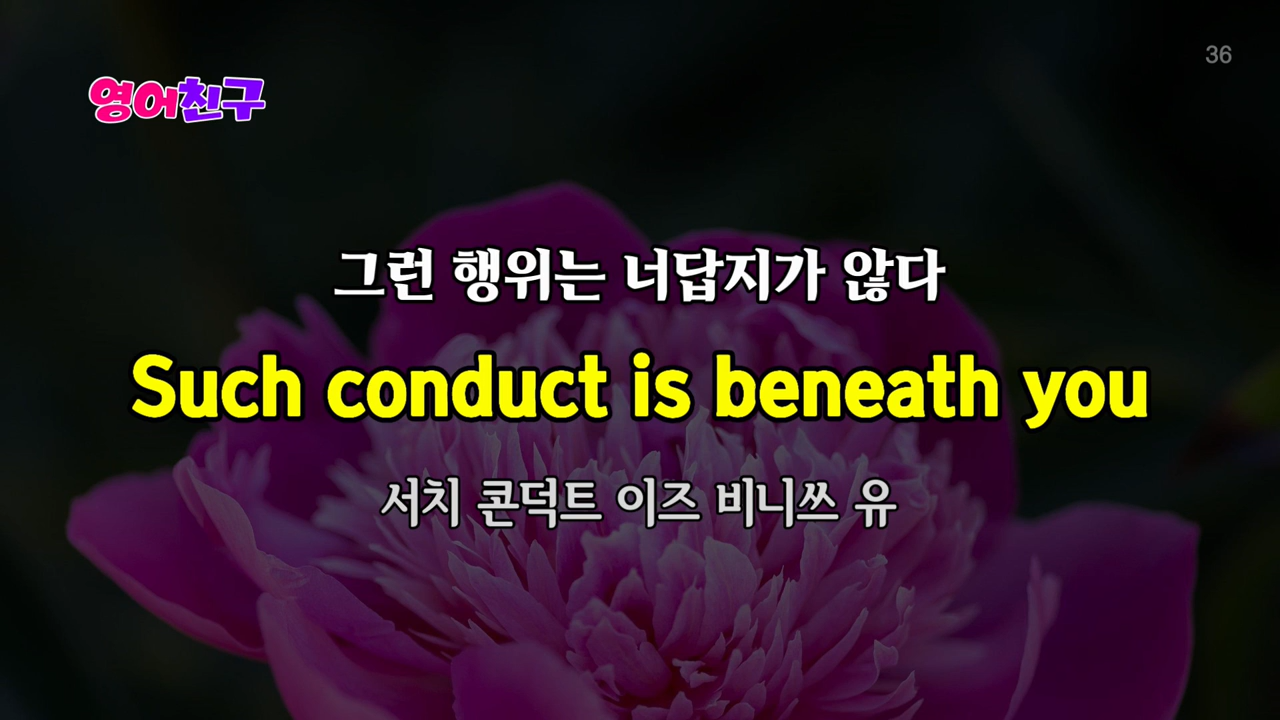 36
영어친구
그런 행위는 너답지가 않다
Such conduct is beneath you
서치 콘덕트 이즈 비니쓰 유